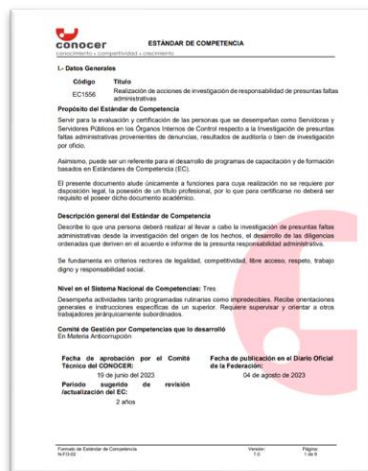 conocer
conocimiento • competitividad • crecimiento
ESTÁNDAR DE COMPETENCIA
I.- Datos Generales
Código Título
EC1556 Realización de acciones de investigación de responsabilidad de presuntas faltas
administrativas
Propósito del Estándar de Competencia
Servir para la evaluación y certificación de las personas que se desempeñan como Servidoras y
Servidores Públicos en los Órganos Internos de Control respecto a la Investigación de presuntas
faltas administrativas provenientes de denuncias, resultados de auditoría o bien de investigación
por oficio.
Asimismo, puede ser un referente para el desarrollo de programas de capacitación y de formación
basados en Estándares de Competencia (EC).
El presente documento alude únicamente a funciones para cuya realización no se requiere por
disposición legal, la posesión de un título profesional, por lo que para certificarse no deberá ser
requisito el poseer dicho documento académico.
Descripción general del Estándar de Competencia
Describe lo que una persona deberá realizar al llevar a cabo la investigación de presuntas faltas
administrativas desde la investigación del origen de los hechos, el desarrollo de las diligencias
ordenadas que deriven en el acuerdo e informe de la presunta responsabilidad administrativa.
Se fundamenta en criterios rectores de legalidad, competitividad, libre acceso, respeto, trabajo
digno y responsabilidad social.
Nivel en el Sistema Nacional de Competencias: Tres
Desempeña actividades tanto programadas rutinarias como impredecibles. Recibe orientaciones
generales e instrucciones específicas de un superior. Requiere supervisar y orientar a otros
trabajadores jerárquicamente subordinados.
Comité de Gestión por Competencias que lo desarrolló
En Materia Anticorrupción
Fecha de aprobación por el Comité
Técnico del CONOCER:
19 de junio del 2023
Periodo sugerido de revisión
/actualización del EC:
2 años
Fecha de publicación en el Diario Oficial
de la Federación:
04 de agosto de 2023
Formato de Estándar de Competencia
N-FO-02
Versión:
7.0
Página:
1 de 9